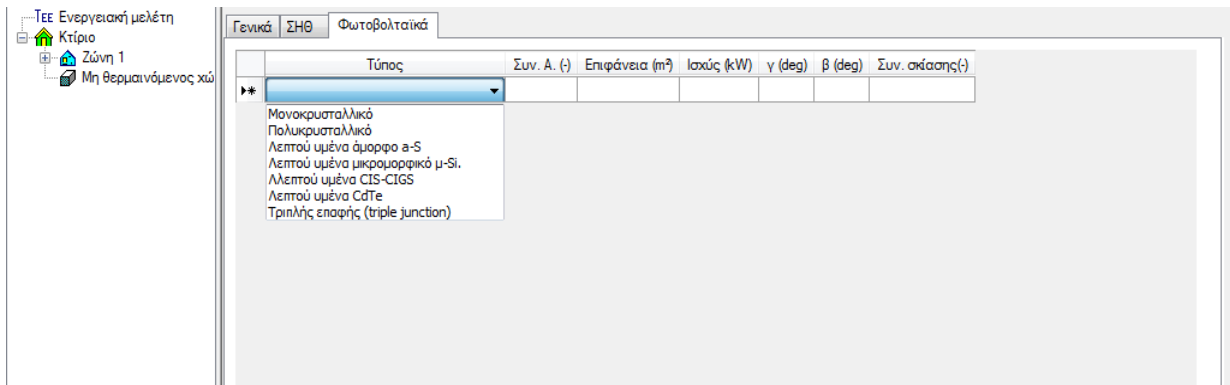 ΤΕΕ Ενεργειακή μελέτη
Κτίριο
Ζώνη 1
Μη θερμαινόμενος χώ
Γενικά ΣΗΘ Φωτοβολταϊκά
Τύπος Συν. Α. (-) Επιφάνεια (m²) Ισχύς (kW) γ (deg) β (deg) Συν. σκίασης(-)
Μονοκρυσταλλικό
Πολυκρυσταλλικό
Λεπτού υμένα άμορφο a-S
Λεπτού υμένα μικρομορφικό μ-Si.
Λλεπτού υμένα CIS-CIGS
Λεπτού υμένα CdTe
Τριπλής επαφής (triple junction)